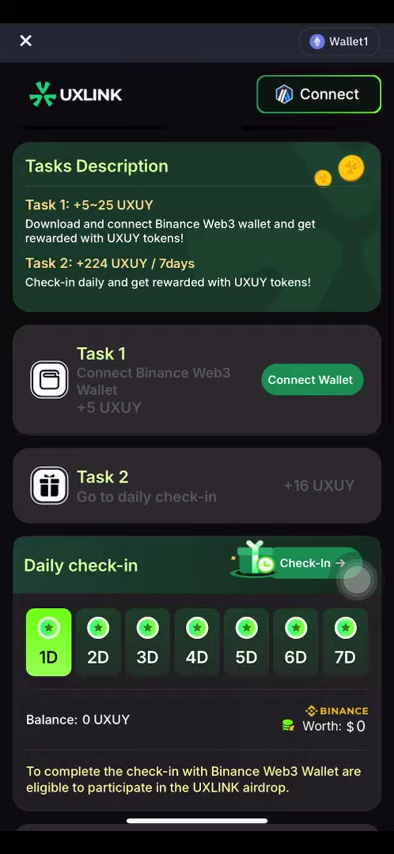 Wallet1
UXLINK
Connect
Tasks Description
Task 1: +5~25 UXUY
Download and connect Binance Web3 wallet and get
rewarded with UXUY tokens!
Task 2: +224 UXUY / 7days
Check-in daily and get rewarded with UXUY tokens!
Task 1
Connect Binance Web3
Wallet
+5 UXUY
Connect Wallet
Task 2
Go to daily check-in
+16 UXUY
Daily check-in
Check-In →
1D
2D
3D
4D
5D
6D
7D
Balance: 0 UXUY
BINANCE
Worth: $0
To complete the check-in with Binance Web3 Wallet are
eligible to participate in the UXLINK airdrop.